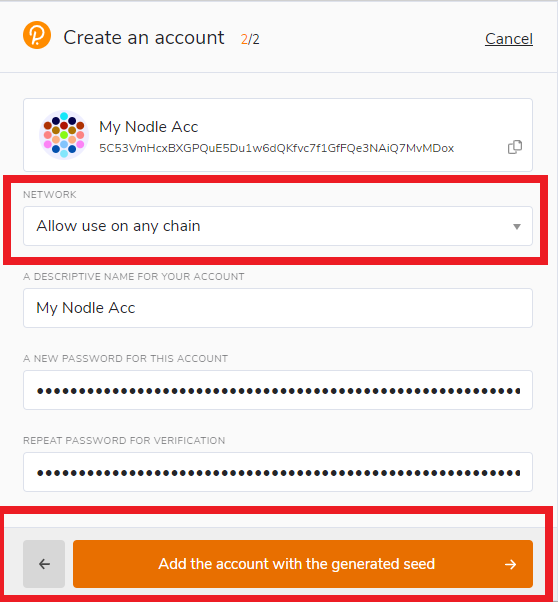 Create an account 2/2 Cancel
My Nodle Acc
5C53VmHcxBXGPQuE5Du1w6dQKfvc7f1GfFQe3NAiQ7MvMDox
NETWORK
Allow use on any chain
A DESCRIPTIVE NAME FOR YOUR ACCOUNT
My Nodle Acc
A NEW PASSWORD FOR THIS ACCOUNT
REPEAT PASSWORD FOR VERIFICATION
Add the account with the generated seed